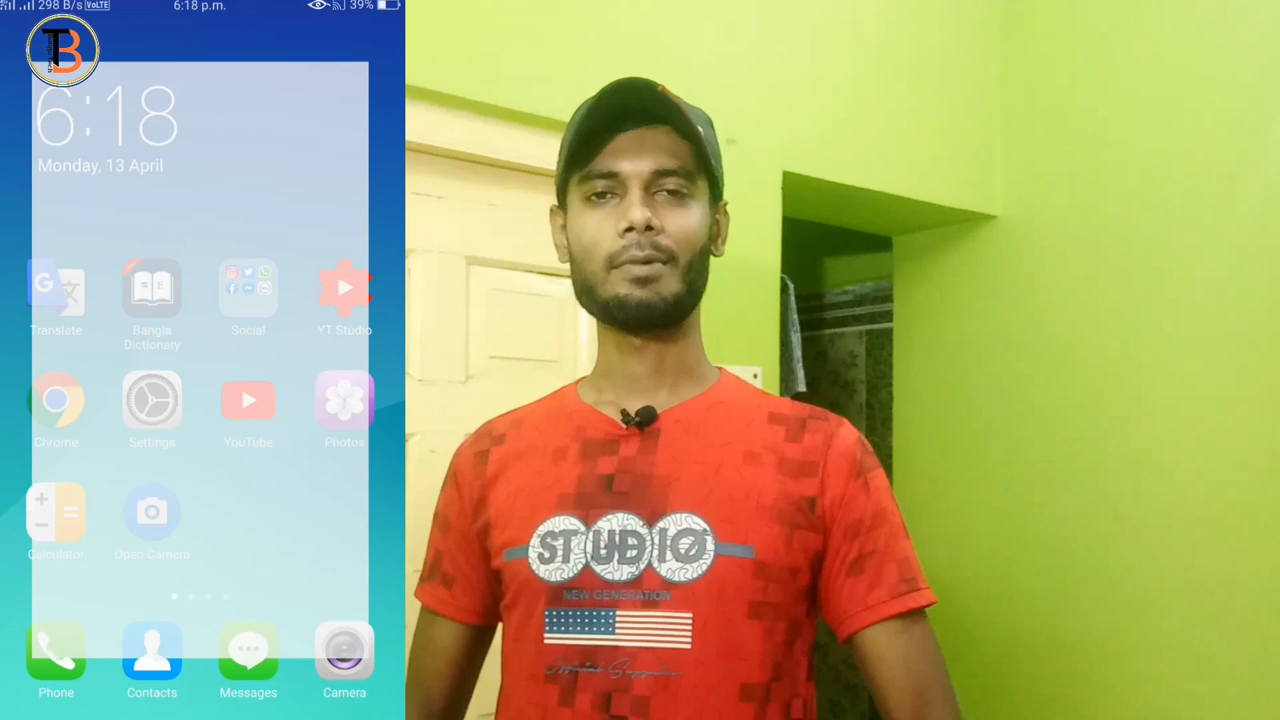 298 B/s VoLTE
6:18 p.m.
39%
TB
6:18
Monday, 13 April
Translate
Bangla
Dictionary
Social
YT Studio
Chrome
Settings
YouTube
Photos
Calculator
Open Camera
Phone
Contacts
Messages
Camera
STUDIO
NEW GENERATION